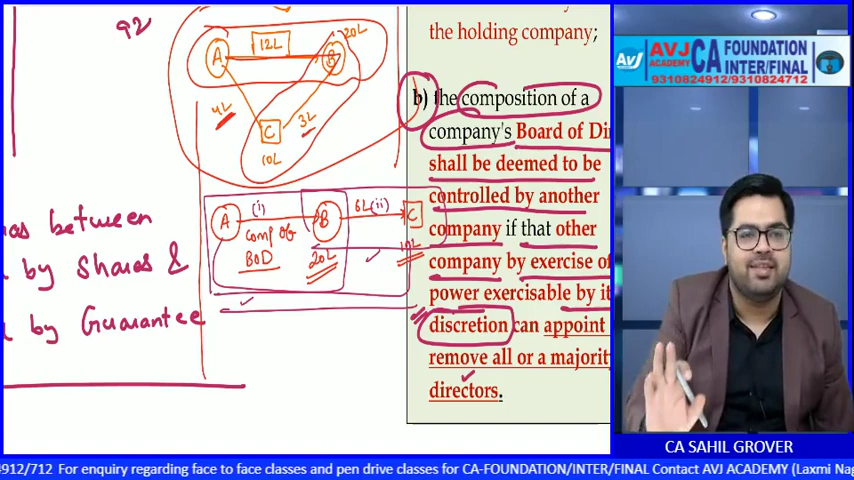 92
20L
12L
A
B
4L
3L
C
10L
A (i) B 6L(ii) C
Comp of
BOD
20L
10L
between
by Shares &
by Guarantee
the holding company;
b) the composition of a
company's Board of Di
shall be deemed to be
controlled by another
company if that other
company by exercise of
power exercisable by it
discretion can appoint
remove all or a majority
directors.
AVJ
AVJ
ACADEMY
CA
FOUNDATION
INTER/FINAL
9310824912/9310824712
CA SAHIL GROVER
4912/712 For enquiry regarding face to face classes and pen drive classes for CA-FOUNDATION/INTER/FINAL Contact AVJ ACADEMY (Laxmi Nag